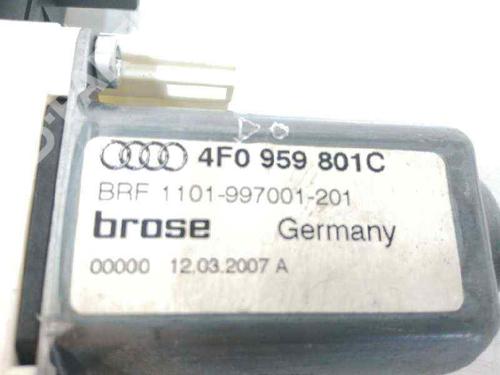 4F0 959 801C
BRF 1101-997001-201
brose Germany
00000 12.03.2007 A